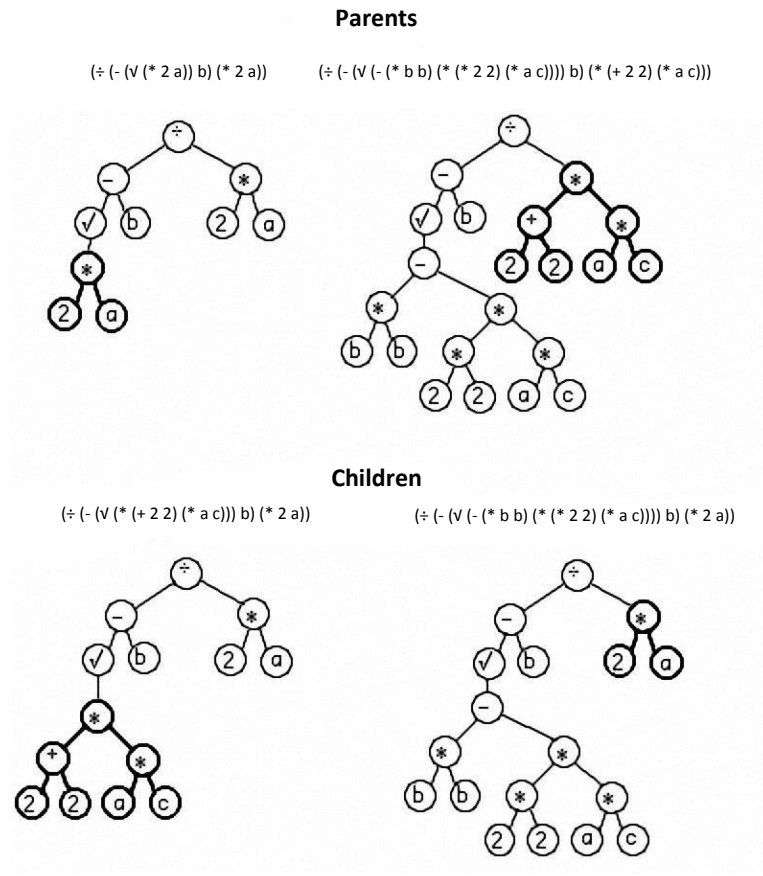 Parents
(÷ (- (√ (* 2 a)) b) (* 2 a))
(÷ (- (√ (- (* b b) (* (* 2 2) (* a c)))) b) (* (+ 2 2) (* a c)))
÷
- *
√ b 2 a
*
2 a
÷
- *
√ b + *
- 2 2 a c
* *
b b * *
2 2 a c
Children
(÷ (- (√ (* (+ 2 2) (* a c))) b) (* 2 a))
(÷ (- (√ (- (* b b) (* (* 2 2) (* a c)))) b) (* 2 a))
÷
- *
√ b 2 a
*
+ *
2 2 a c
÷
- *
√ b 2 a
-
* *
b b * *
2 2 a c